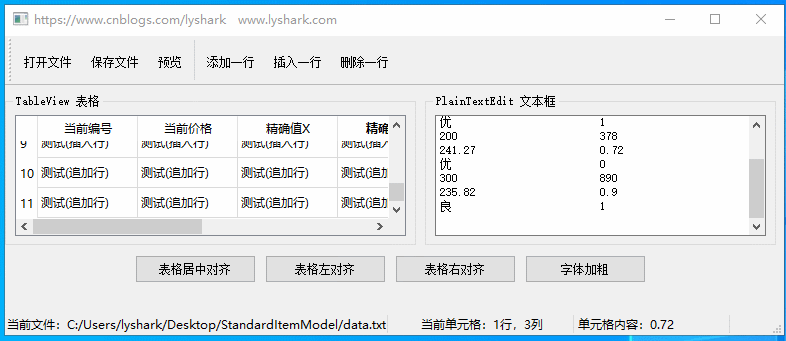 https://www.cnblogs.com/lyshark www.lyshark.com
打开文件 保存文件 预览 添加一行 插入一行 删除一行
TableView 表格
当前编号 当前价格 精确值X 精确
9 测试(插入行) 测试(插入行) 测试(插入行) 测试(插
10 测试(追加行) 测试(追加行) 测试(追加行) 测试(追加
11 测试(追加行) 测试(追加行) 测试(追加行) 测试(追加
PlainTextEdit 文本框
优 1
200 378
241.27 0.72
优 0
300 890
235.82 0.9
良 1
表格居中对齐 表格左对齐 表格右对齐 字体加粗
当前文件：C:/Users/lyshark/Desktop/StandardItemModel/data.txt 当前单元格：1行，3列 单元格内容：0.72